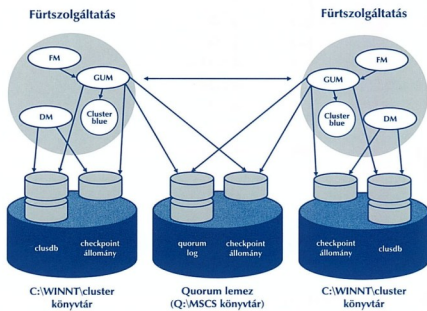 Fürtszolgáltatás
Fürtszolgáltatás
FM
GUM
Cluster
blue
DM
FM
GUM
Cluster
blue
DM
clusdb
checkpoint
állomány
quorum
log
checkpoint
állomány
checkpoint
állomány
clusdb
C:\WINNT\cluster
könyvtár
Quorum lemez
(Q:\MSCS könyvtár)
C:\WINNT\cluster
könyvtár